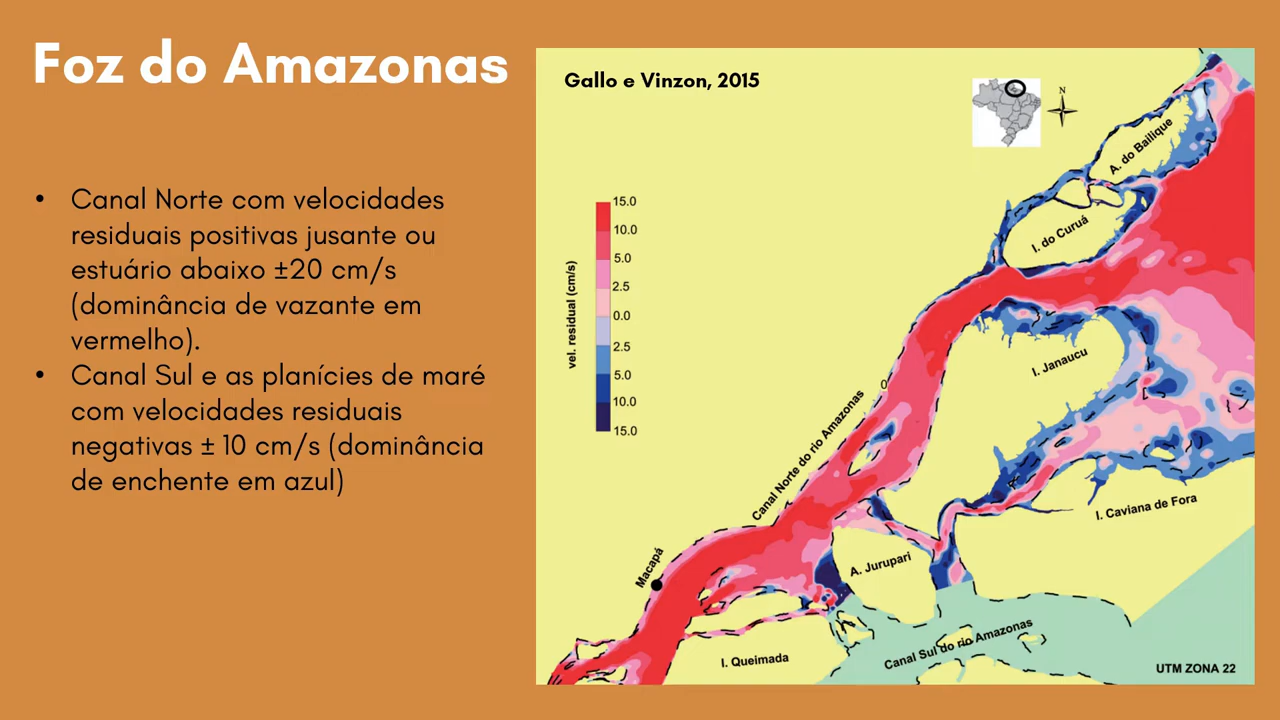 Foz do Amazonas
• Canal Norte com velocidades
residuais positivas jusante ou
estuário abaixo ±20 cm/s
(dominância de vazante em
vermelho).
• Canal Sul e as planícies de maré
com velocidades residuais
negativas ± 10 cm/s (dominância
de enchente em azul)
Gallo e Vinzon, 2015
N
A. do Bailique
I. do Curuá
vel. residual (cm/s)
15.0
10.0
5.0
2.5
0.0
2.5
5.0
10.0
15.0
I. Janaucu
0
Canal Norte do rio Amazonas
I. Caviana de Fora
Macapá
A. Jurupari
Canal Sul do rio Amazonas
I. Queimada
UTM ZONA 22